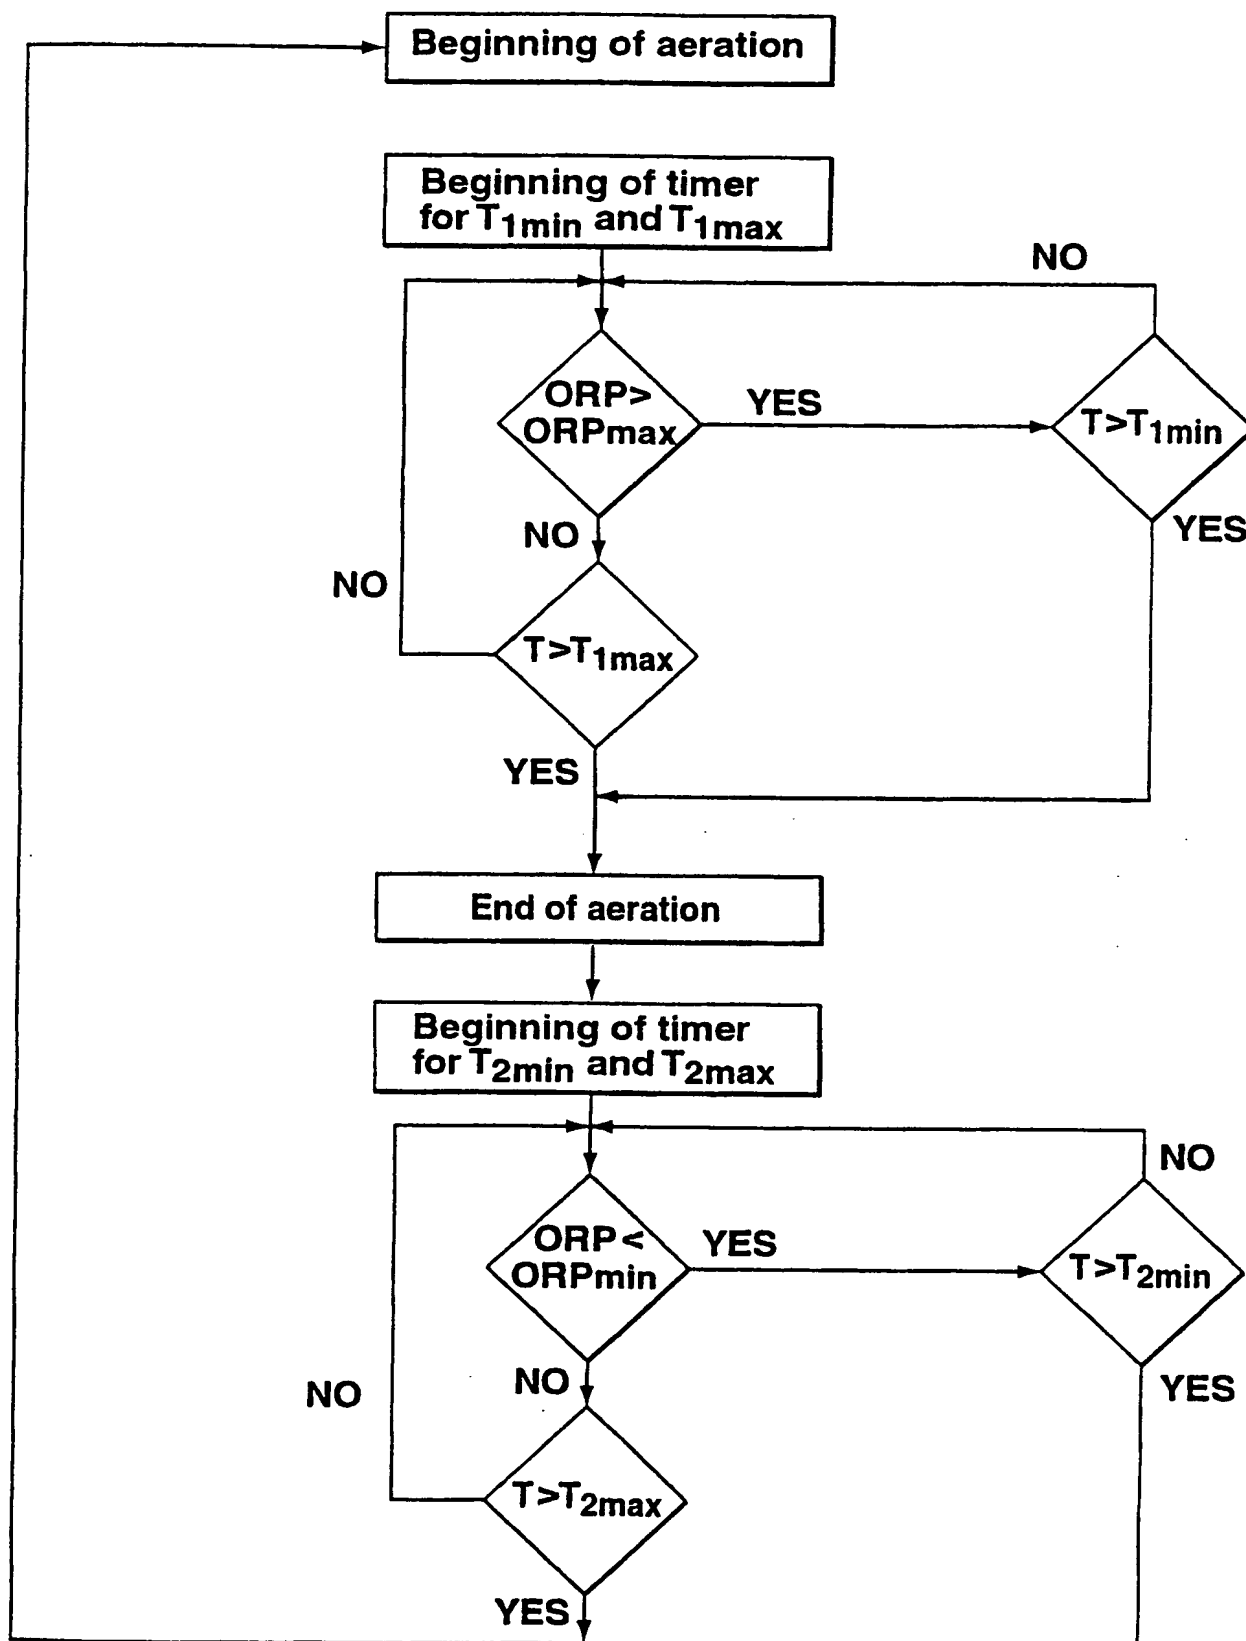 Beginning of aeration
Beginning of timer
for T1min and T1max
NO
ORP>
ORPmax
YES
T>T1min
NO
YES
NO
T>T1max
YES
End of aeration
Beginning of timer
for T2min and T2max
NO
ORP<
ORPmin
YES
T>T2min
NO
YES
NO
T>T2max
YES